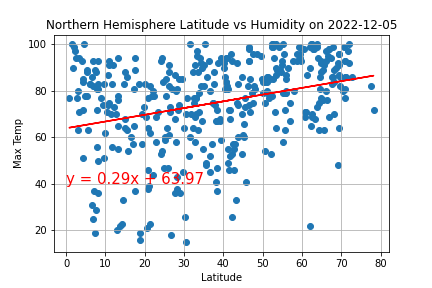 Northern Hemisphere Latitude vs Humidity on 2022-12-05
Max Temp
100
80
60
40
20
y = 0.29x + 63.97
0 10 20 30 40 50 60 70 80
Latitude